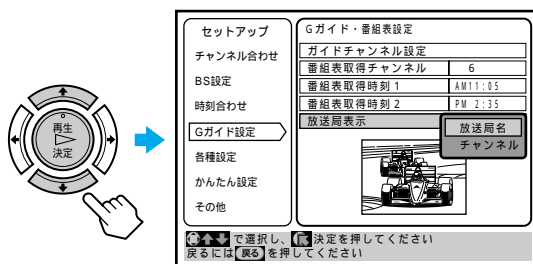 再生
決定
セットアップ
チャンネル合わせ
BS設定
時刻合わせ
Gガイド設定
各種設定
かんたん設定
その他
Gガイド・番組表設定
ガイドチャンネル設定
番組表取得チャンネル 6
番組表取得時刻1 AM11:05
番組表取得時刻2 PM 2:35
放送局表示
放送局名
チャンネル
で選択し、 決定を押してください
戻るには 戻る を押してください